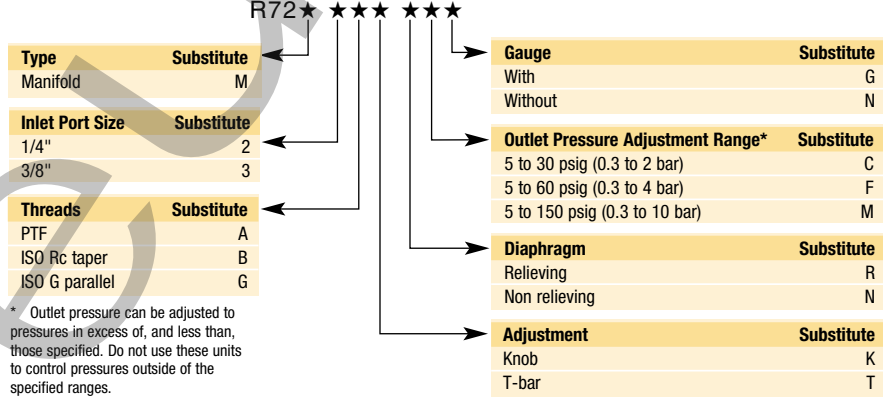 R72★ ★★★ ★★★
Type Substitute
Manifold M
Inlet Port Size Substitute
1/4" 2
3/8" 3
Threads Substitute
PTF A
ISO Rc taper B
ISO G parallel G
* Outlet pressure can be adjusted to
pressures in excess of, and less than,
those specified. Do not use these units
to control pressures outside of the
specified ranges.
Gauge Substitute
With G
Without N
Outlet Pressure Adjustment Range* Substitute
5 to 30 psig (0.3 to 2 bar) C
5 to 60 psig (0.3 to 4 bar) F
5 to 150 psig (0.3 to 10 bar) M
Diaphragm Substitute
Relieving R
Non relieving N
Adjustment Substitute
Knob K
T-bar T